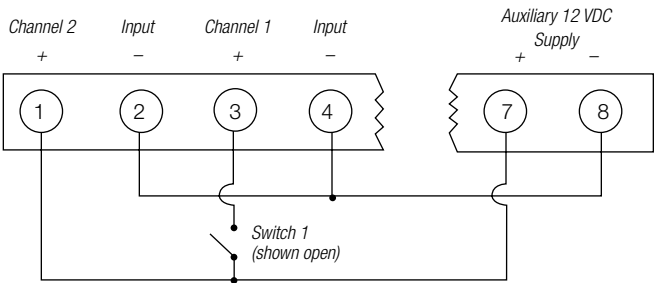 Channel 2 Input Channel 1 Input Auxiliary 12 VDC
Supply
+ – + – + –
1 2 3 4 7 8
Switch 1
(shown open)